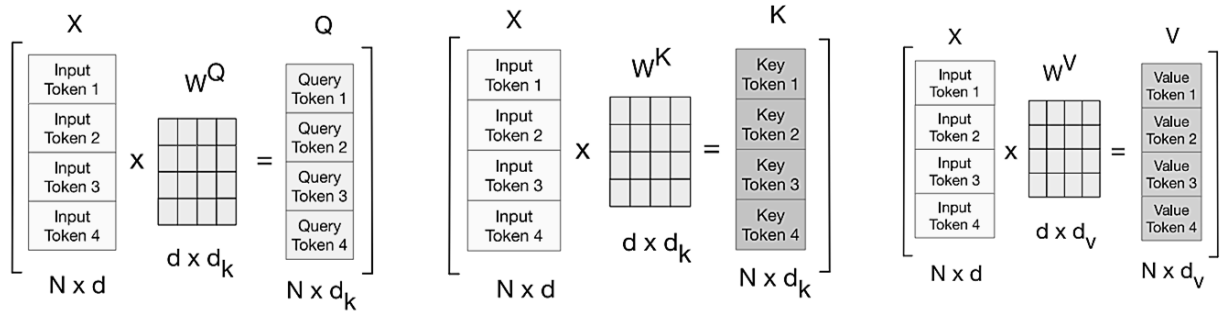 X
Input
Token 1
Input
Token 2
Input
Token 3
Input
Token 4
N x d
x
W^Q
d x d_k
=
Q
Query
Token 1
Query
Token 2
Query
Token 3
Query
Token 4
N x d_k
X
Input
Token 1
Input
Token 2
Input
Token 3
Input
Token 4
N x d
x
W^K
d x d_k
=
K
Key
Token 1
Key
Token 2
Key
Token 3
Key
Token 4
N x d_k
X
Input
Token 1
Input
Token 2
Input
Token 3
Input
Token 4
N x d
x
W^V
d x d_v
=
V
Value
Token 1
Value
Token 2
Value
Token 3
Value
Token 4
N x d_v